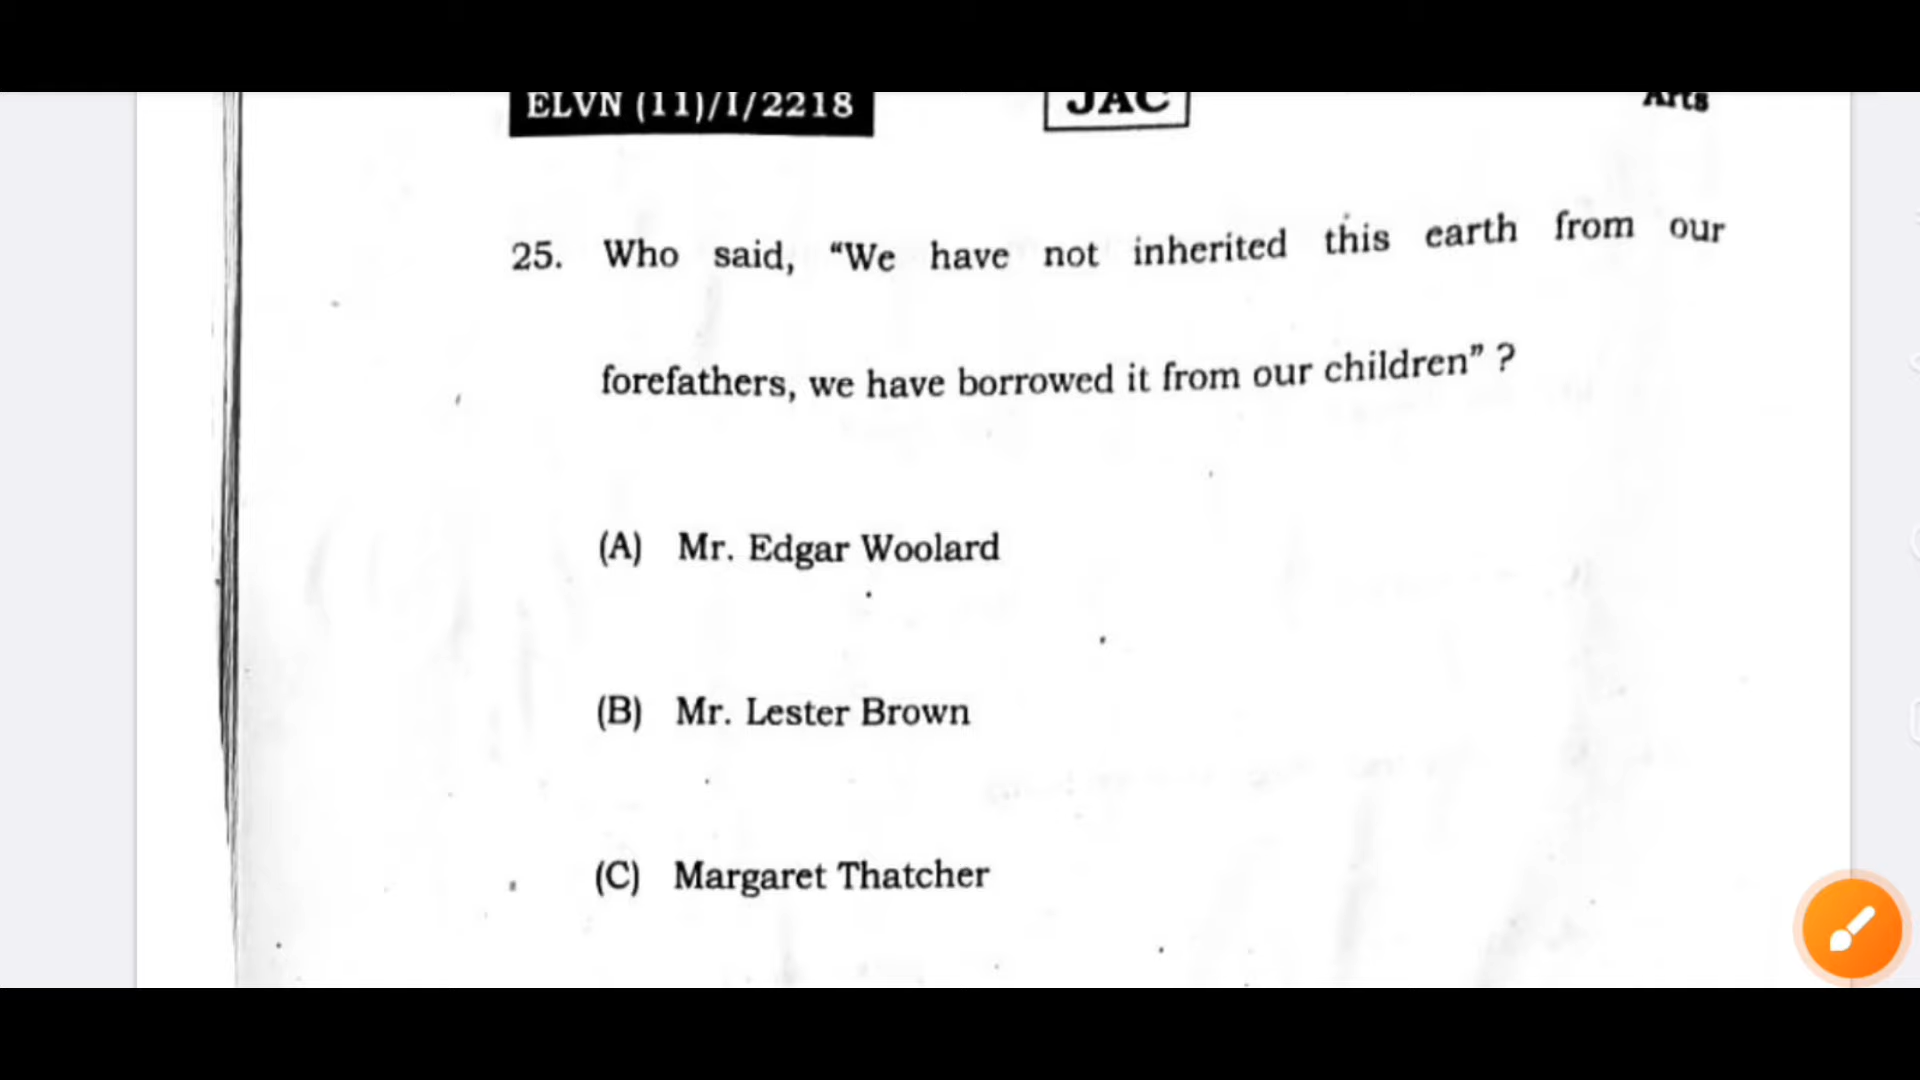 ELVN (11)/I/2218 JAC Arts
25. Who said, “We have not inherited this earth from our
forefathers, we have borrowed it from our children” ?
(A) Mr. Edgar Woolard
(B) Mr. Lester Brown
(C) Margaret Thatcher